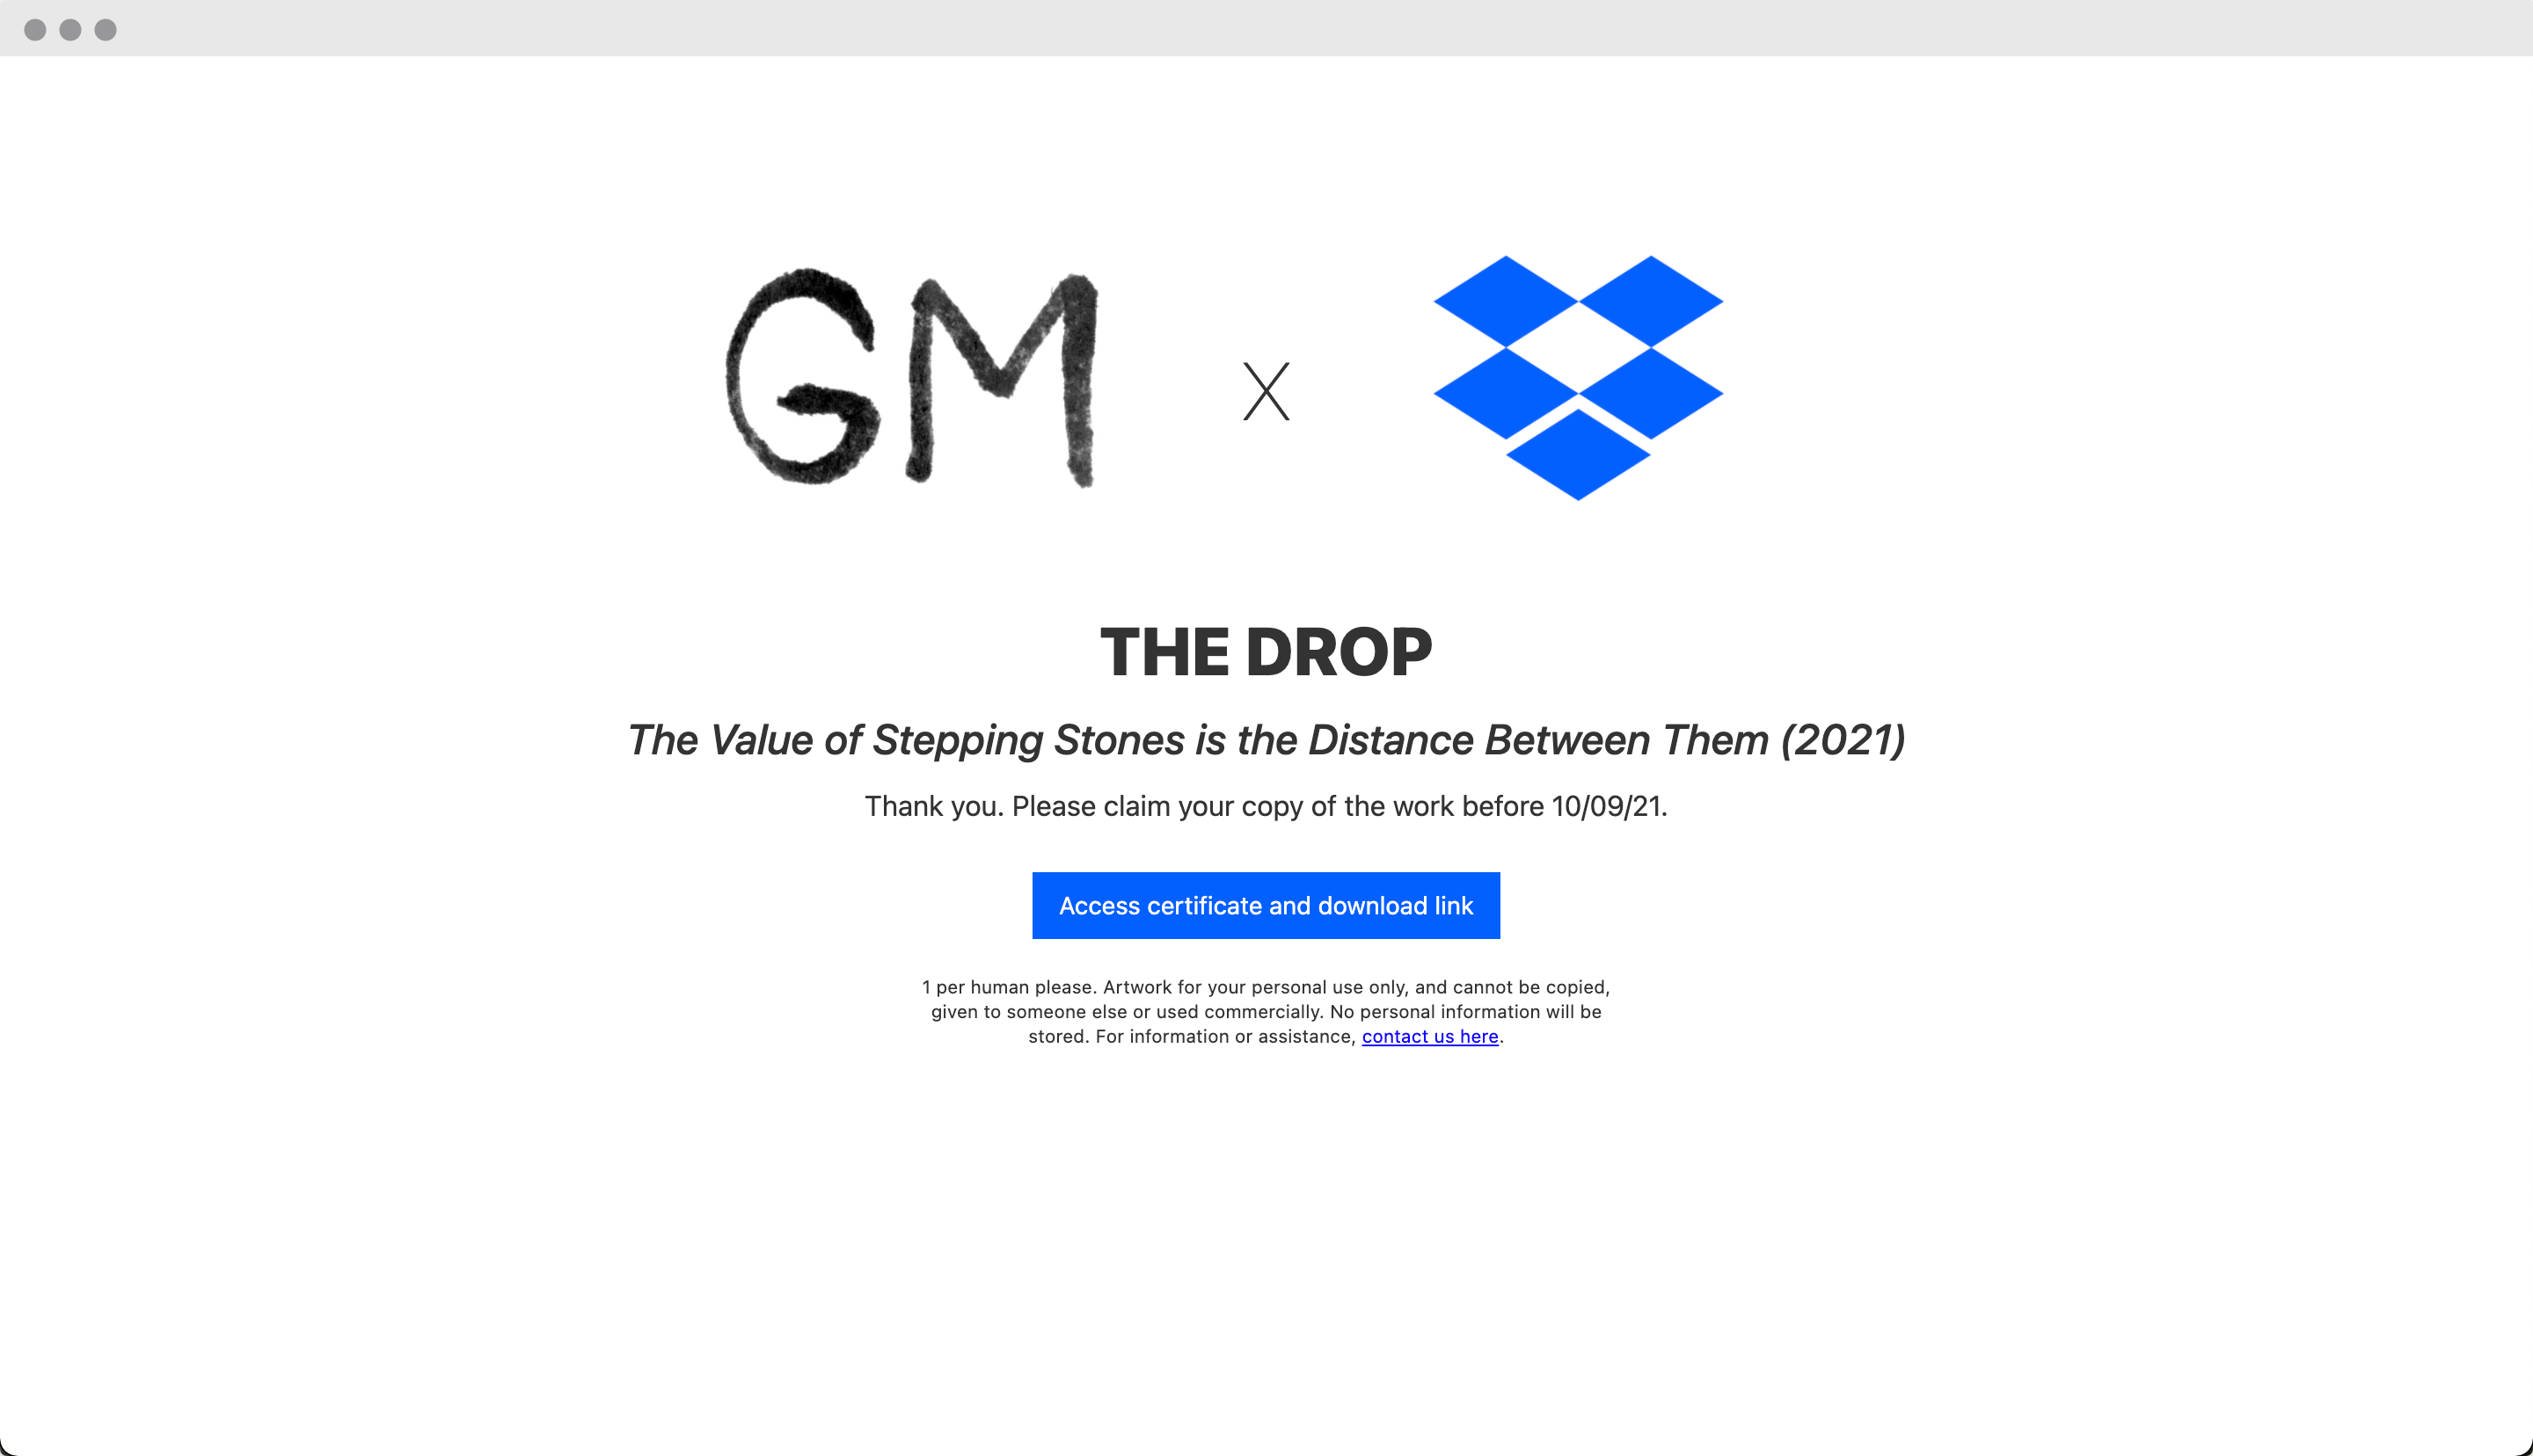 GM X
THE DROP
The Value of Stepping Stones is the Distance Between Them (2021)
Thank you. Please claim your copy of the work before 10/09/21.
Access certificate and download link
1 per human please. Artwork for your personal use only, and cannot be copied,
given to someone else or used commercially. No personal information will be
stored. For information or assistance, contact us here.